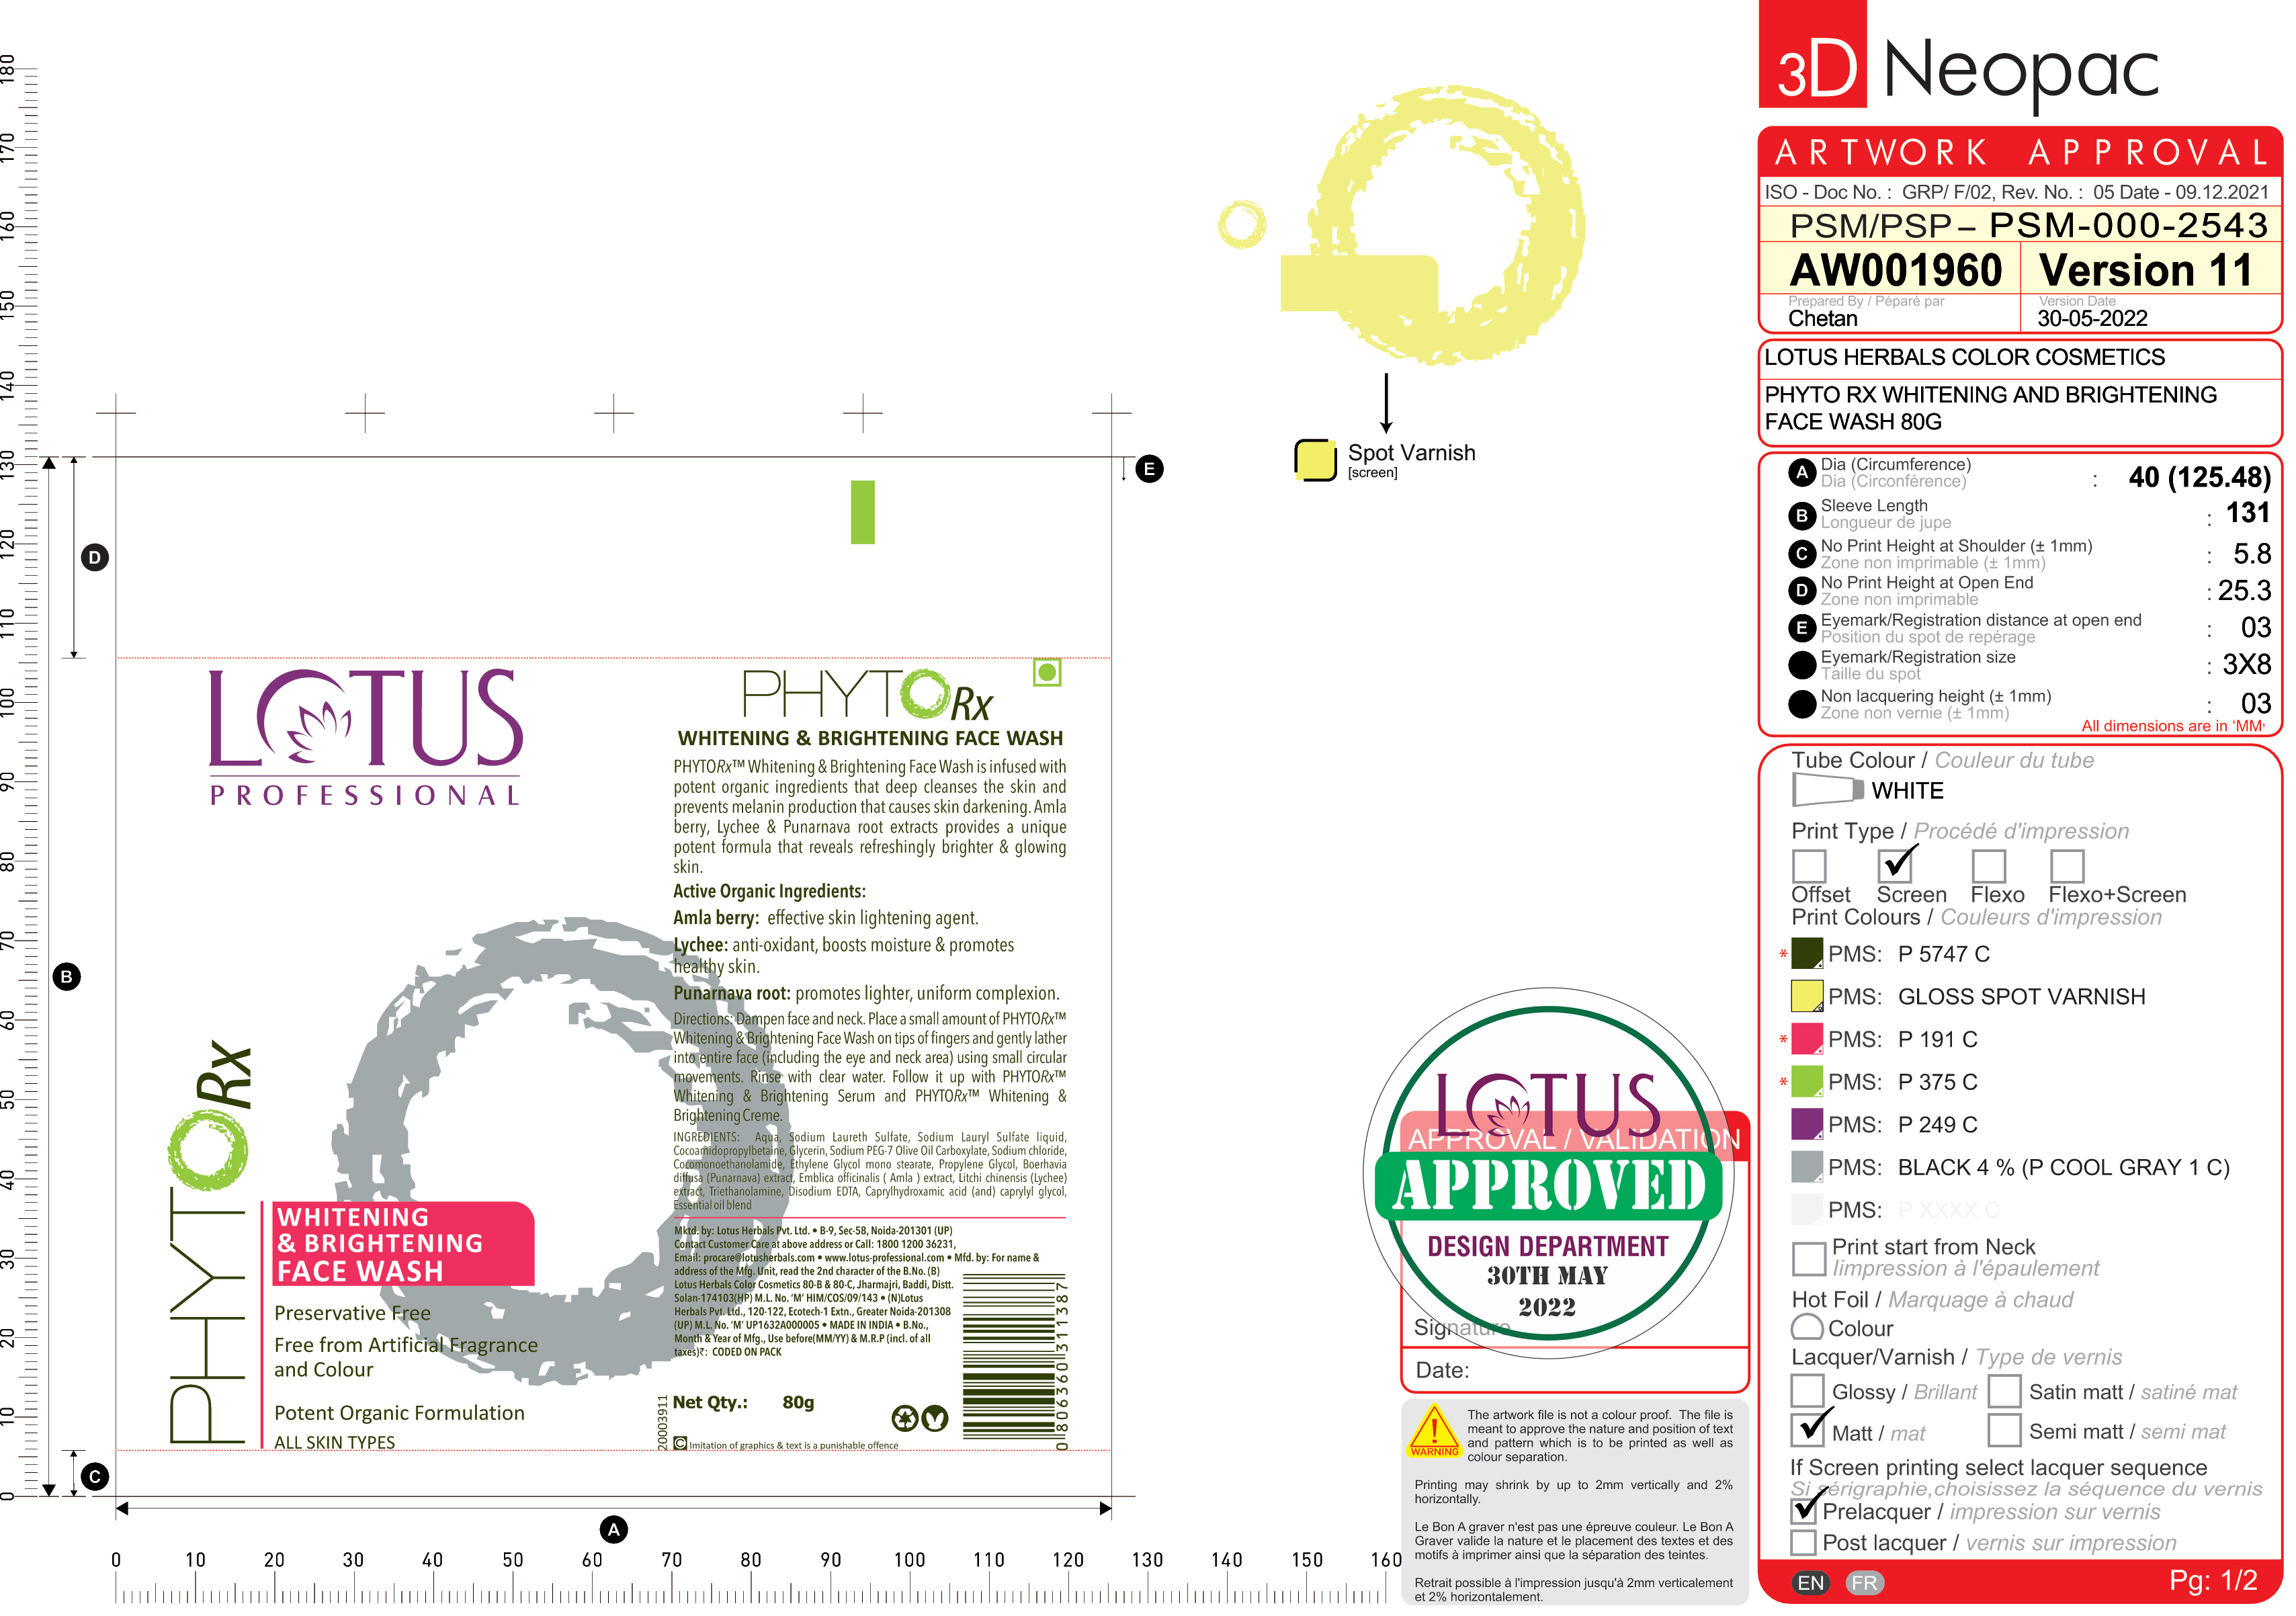 LOTUS
PROFESSIONAL
PHYTORx
WHITENING
& BRIGHTENING
FACE WASH
Preservative Free
Free from Artificial Fragrance
and Colour
Potent Organic Formulation
ALL SKIN TYPES
PHYTORx
WHITENING & BRIGHTENING FACE WASH
PHYTORx™ Whitening & Brightening Face Wash is infused with
potent organic ingredients that deep cleanses the skin and
prevents melanin production that causes skin darkening. Amla
berry, Lychee & Punarnava root extracts provides a unique
potent formula that reveals refreshingly brighter & glowing
skin.
Active Organic Ingredients:
Amla berry: effective skin lightening agent.
Lychee: anti-oxidant, boosts moisture & promotes
healthy skin.
Punarnava root: promotes lighter, uniform complexion.
Directions: Dampen face and neck. Place a small amount of PHYTORx™
Whitening & Brightening Face Wash on tips of fingers and gently lather
into entire face (including the eye and neck area) using small circular
movements. Rinse with clear water. Follow it up with PHYTORx™
Whitening & Brightening Serum and PHYTORx™ Whitening &
Brightening Creme.
INGREDIENTS: Aqua, Sodium Laureth Sulfate, Sodium Lauryl Sulfate liquid,
Cocoamidopropylbetaine, Glycerin, Sodium PEG-7 Olive Oil Carboxylate, Sodium chloride,
Cocomonoethanolamide, Ethylene Glycol mono stearate, Propylene Glycol, Boerhavia
diffusa (Punarnava) extract, Emblica officinalis ( Amla ) extract, Litchi chinensis (Lychee)
extract, Triethanolamine, Disodium EDTA, Caprylhydroxamic acid (and) caprylyl glycol,
Essential oil blend
Mktd. by: Lotus Herbals Pvt. Ltd. • B-9, Sec-58, Noida-201301 (UP)
Contact Customer Care at above address or Call: 1800 1200 36231,
Email: procare@lotusherbals.com • www.lotus-professional.com • Mfd. by: For name &
address of the Mfg. Unit, read the 2nd character of the B.No. (B)
Lotus Herbals Color Cosmetics 80-B & 80-C, Jharmajri, Baddi, Distt.
Solan-174103(HP) M.L. No. ‘M’ HIM/COS/09/143 • (N)Lotus
Herbals Pvt. Ltd., 120-122, Ecotech-1 Extn., Greater Noida-201308
(UP) M.L. No. ‘M’ UP1632A000005 • MADE IN INDIA • B.No.,
Month & Year of Mfg., Use before(MM/YY) & M.R.P (incl. of all
taxes)₹: CODED ON PACK
Net Qty.: 80g
20003911
C Imitation of graphics & text is a punishable offence
0806360311387
A
B
C
D
E
0 10 20 30 40 50 60 70 80 90 100 110 120 130 140 150 160
0 10 20 30 40 50 60 70 80 90 100 110 120 130 140 150 160 170 180
Spot Varnish
[screen]
APPROVAL / VALIDATION
LOTUS
APPROVED
DESIGN DEPARTMENT
30TH MAY
2022
Signature
Date:
WARNING
The artwork file is not a colour proof. The file is
meant to approve the nature and position of text
and pattern which is to be printed as well as
colour separation.
Printing may shrink by up to 2mm vertically and 2%
horizontally.
Le Bon A graver n'est pas une épreuve couleur. Le Bon A
Graver valide la nature et le placement des textes et des
motifs à imprimer ainsi que la séparation des teintes.
Retrait possible à l'impression jusqu'à 2mm verticalement
et 2% horizontalement.
3D Neopac
ARTWORK APPROVAL
ISO - Doc No. : GRP/ F/02, Rev. No. : 05 Date - 09.12.2021
PSM/PSP – PSM-000-2543
AW001960 Version 11
Prepared By / Péparé par Version Date
Chetan 30-05-2022
LOTUS HERBALS COLOR COSMETICS
PHYTO RX WHITENING AND BRIGHTENING
FACE WASH 80G
A Dia (Circumference)
Dia (Circonférence) : 40 (125.48)
B Sleeve Length
Longueur de jupe : 131
C No Print Height at Shoulder (± 1mm)
Zone non imprimable (± 1mm) : 5.8
D No Print Height at Open End
Zone non imprimable : 25.3
E Eyemark/Registration distance at open end
Position du spot de repérage : 03
Eyemark/Registration size
Taille du spot : 3X8
Non lacquering height (± 1mm)
Zone non vernie (± 1mm) : 03
All dimensions are in ‘MM’
Tube Colour / Couleur du tube
WHITE
Print Type / Procédé d'impression
Offset Screen Flexo Flexo+Screen
Print Colours / Couleurs d'impression
* PMS: P 5747 C
PMS: GLOSS SPOT VARNISH
* PMS: P 191 C
* PMS: P 375 C
PMS: P 249 C
PMS: BLACK 4 % (P COOL GRAY 1 C)
PMS: P XXXX C
Print start from Neck
Iimpression à l'épaulement
Hot Foil / Marquage à chaud
Colour
Lacquer/Varnish / Type de vernis
Glossy / Brillant Satin matt / satiné mat
Matt / mat Semi matt / semi mat
If Screen printing select lacquer sequence
Si sérigraphie,choisissez la séquence du vernis
Prelacquer / impression sur vernis
Post lacquer / vernis sur impression
EN FR Pg: 1/2